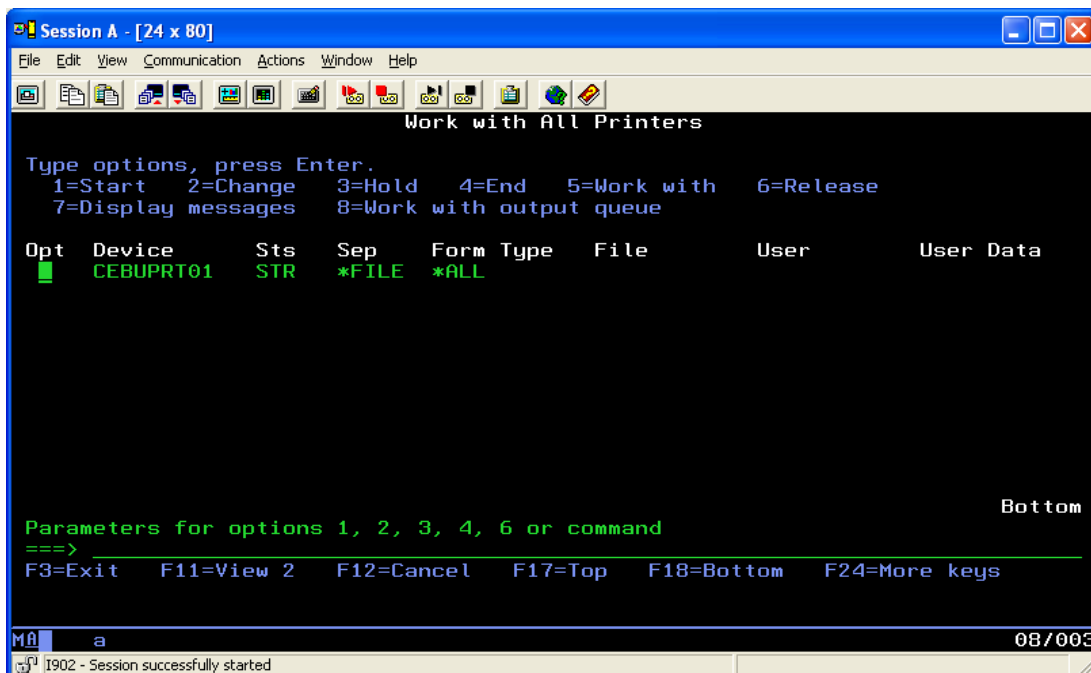 Session A - [24 x 80]
File Edit View Communication Actions Window Help
Work with All Printers
Type options, press Enter.
1=Start 2=Change 3=Hold 4=End 5=Work with 6=Release
7=Display messages 8=Work with output queue
Opt Device Sts Sep Form Type File User User Data
CEBUPRT01 STR *FILE *ALL
Bottom
Parameters for options 1, 2, 3, 4, 6 or command
===>
F3=Exit F11=View 2 F12=Cancel F17=Top F18=Bottom F24=More keys
MA a 08/003
I902 - Session successfully started